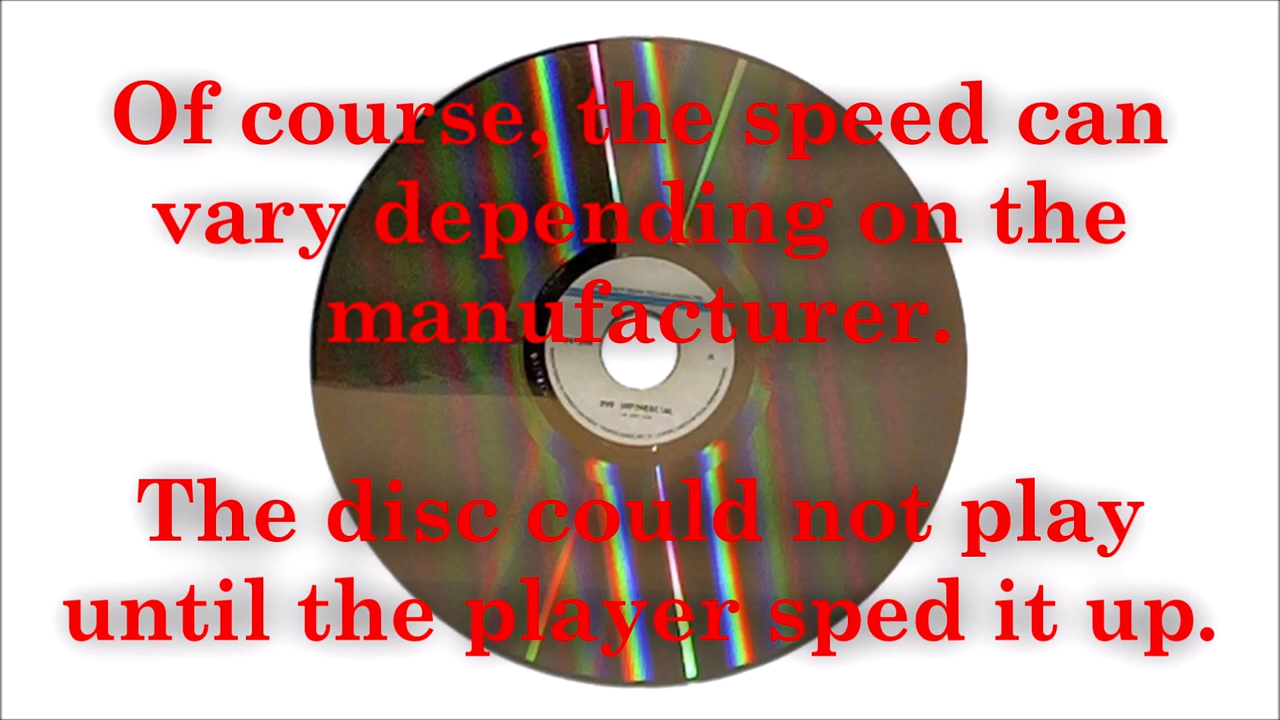 Of course, the speed can
vary depending on the
manufacturer.
The disc could not play
until the player sped it up.